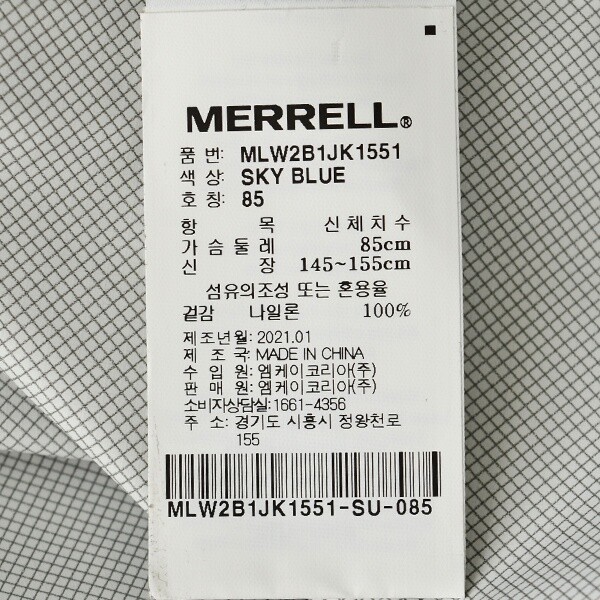 MERRELL®
품 번: MLW2B1JK1551
색 상: SKY BLUE
호 칭: 85
항 목 신체치수
가슴둘레 85cm
신 장 145~155cm
섬유의조성 또는 혼용율
겉감 나일론 100%
제조년월: 2021.01
제 조 국: MADE IN CHINA
수 입 원: 엠케이코리아(주)
판 매 원: 엠케이코리아(주)
소비자상담실: 1661-4356
주 소: 경기도 시흥시 정왕천로
155
MLW2B1JK1551-SU-085